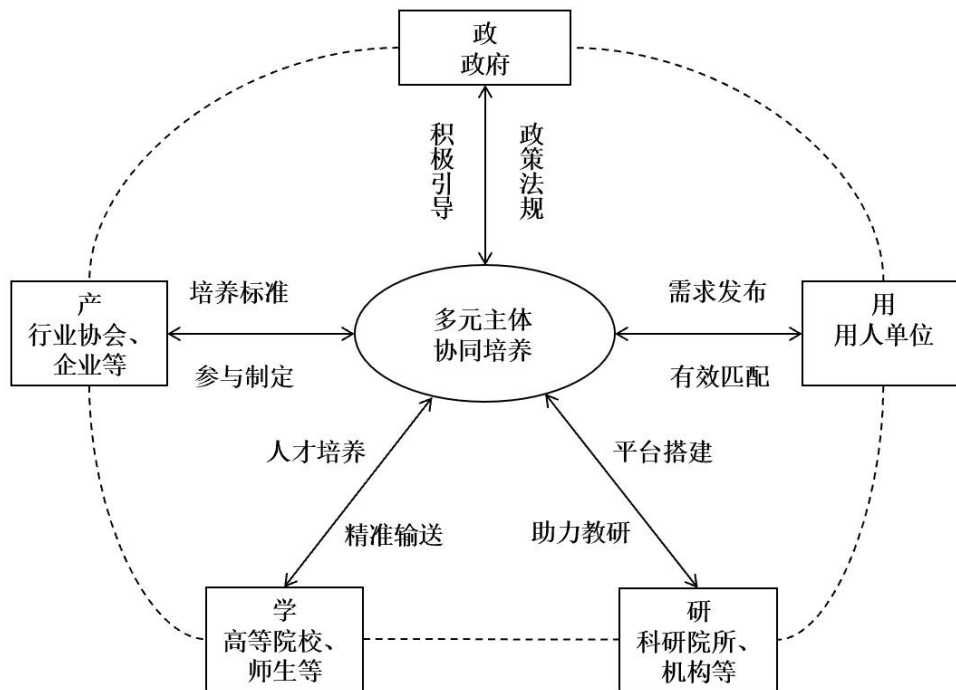 政
政府
积极引导
政策法规
产
行业协会、
企业等
培养标准
参与制定
多元主体
协同培养
需求发布
有效匹配
用
用人单位
人才培养
精准输送
平台搭建
助力教研
学
高等院校、
师生等
研
科研院所、
机构等